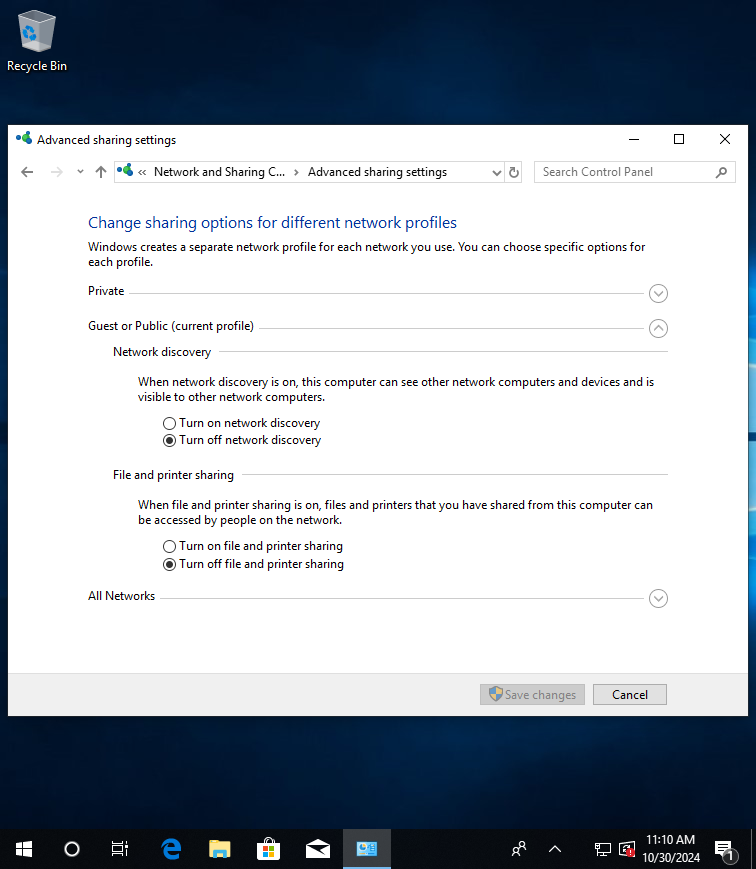 Recycle Bin
Advanced sharing settings
« Network and Sharing C... > Advanced sharing settings
Search Control Panel
Change sharing options for different network profiles
Windows creates a separate network profile for each network you use. You can choose specific options for
each profile.
Private
Guest or Public (current profile)
Network discovery
When network discovery is on, this computer can see other network computers and devices and is
visible to other network computers.
Turn on network discovery
Turn off network discovery
File and printer sharing
When file and printer sharing is on, files and printers that you have shared from this computer can
be accessed by people on the network.
Turn on file and printer sharing
Turn off file and printer sharing
All Networks
Save changes
Cancel
11:10 AM
10/30/2024
1